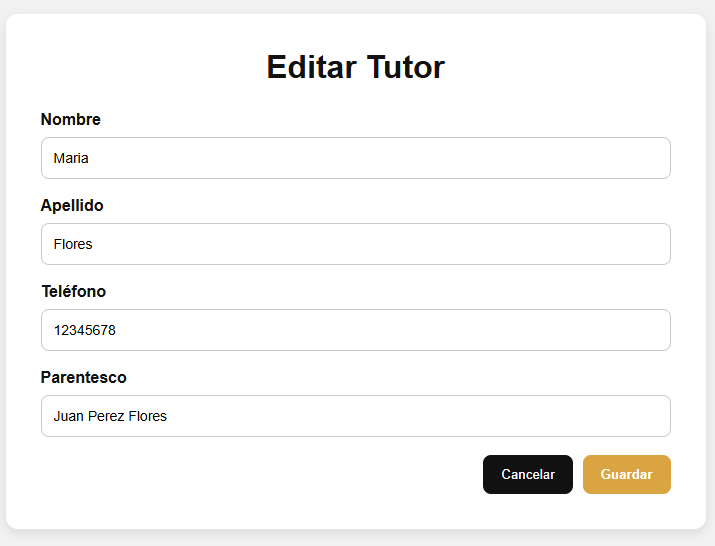 Editar Tutor
Nombre
Maria
Apellido
Flores
Teléfono
12345678
Parentesco
Juan Perez Flores
Cancelar Guardar